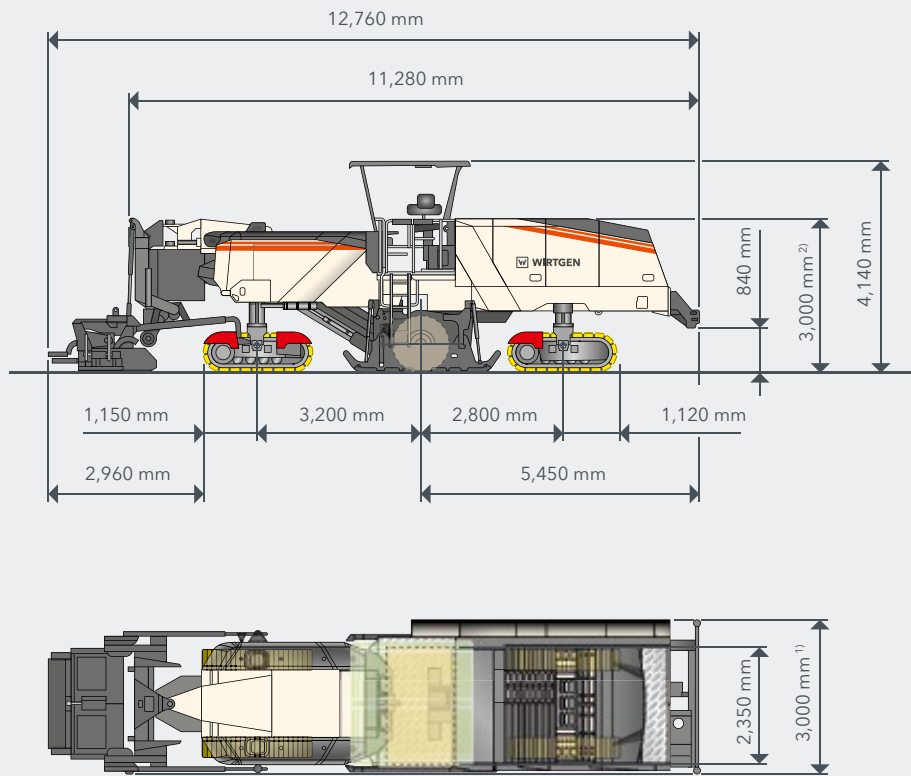 12,760 mm
11,280 mm
WIRTGEN
840 mm
3,000 mm 2)
4,140 mm
1,150 mm
3,200 mm
2,800 mm
1,120 mm
2,960 mm
5,450 mm
2,350 mm
3,000 mm 1)